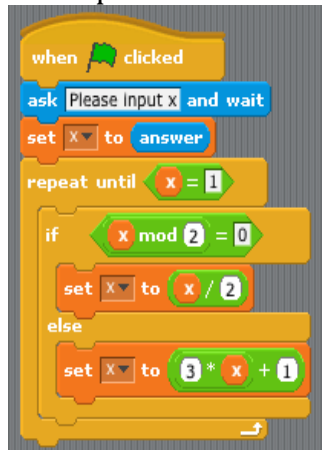 when clicked
ask Please input x and wait
set x to answer
repeat until x = 1
if x mod 2 = 0
set x to x / 2
else
set x to 3 * x + 1